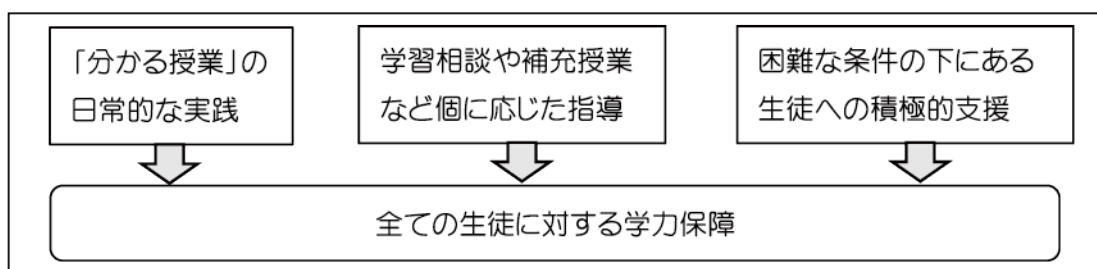 「分かる授業」の
日常的な実践
学習相談や補充授業
など個に応じた指導
困難な条件の下にある
生徒への積極的支援
全ての生徒に対する学力保障